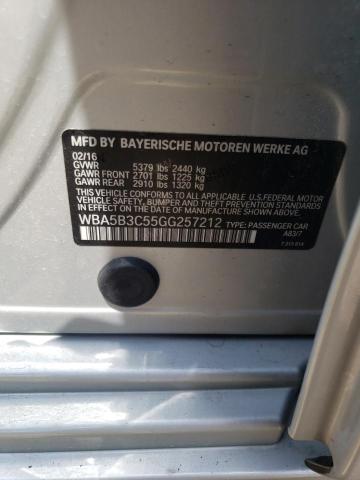 MFD BY BAYERISCHE MOTOREN WERKE AG
02/16
GVWR 5379 lbs 2440 kg
GAWR FRONT 2701 lbs 1225 kg
GAWR REAR 2910 lbs 1320 kg
THIS VEHICLE CONFORMS TO ALL APPLICABLE U.S. FEDERAL MOTOR
VEHICLE SAFETY, BUMPER AND THEFT PREVENTION STANDARDS
IN EFFECT ON THE DATE OF MANUFACTURE SHOWN ABOVE.
WBA5B3C55GG257212 TYPE: PASSENGER CAR
A83/7